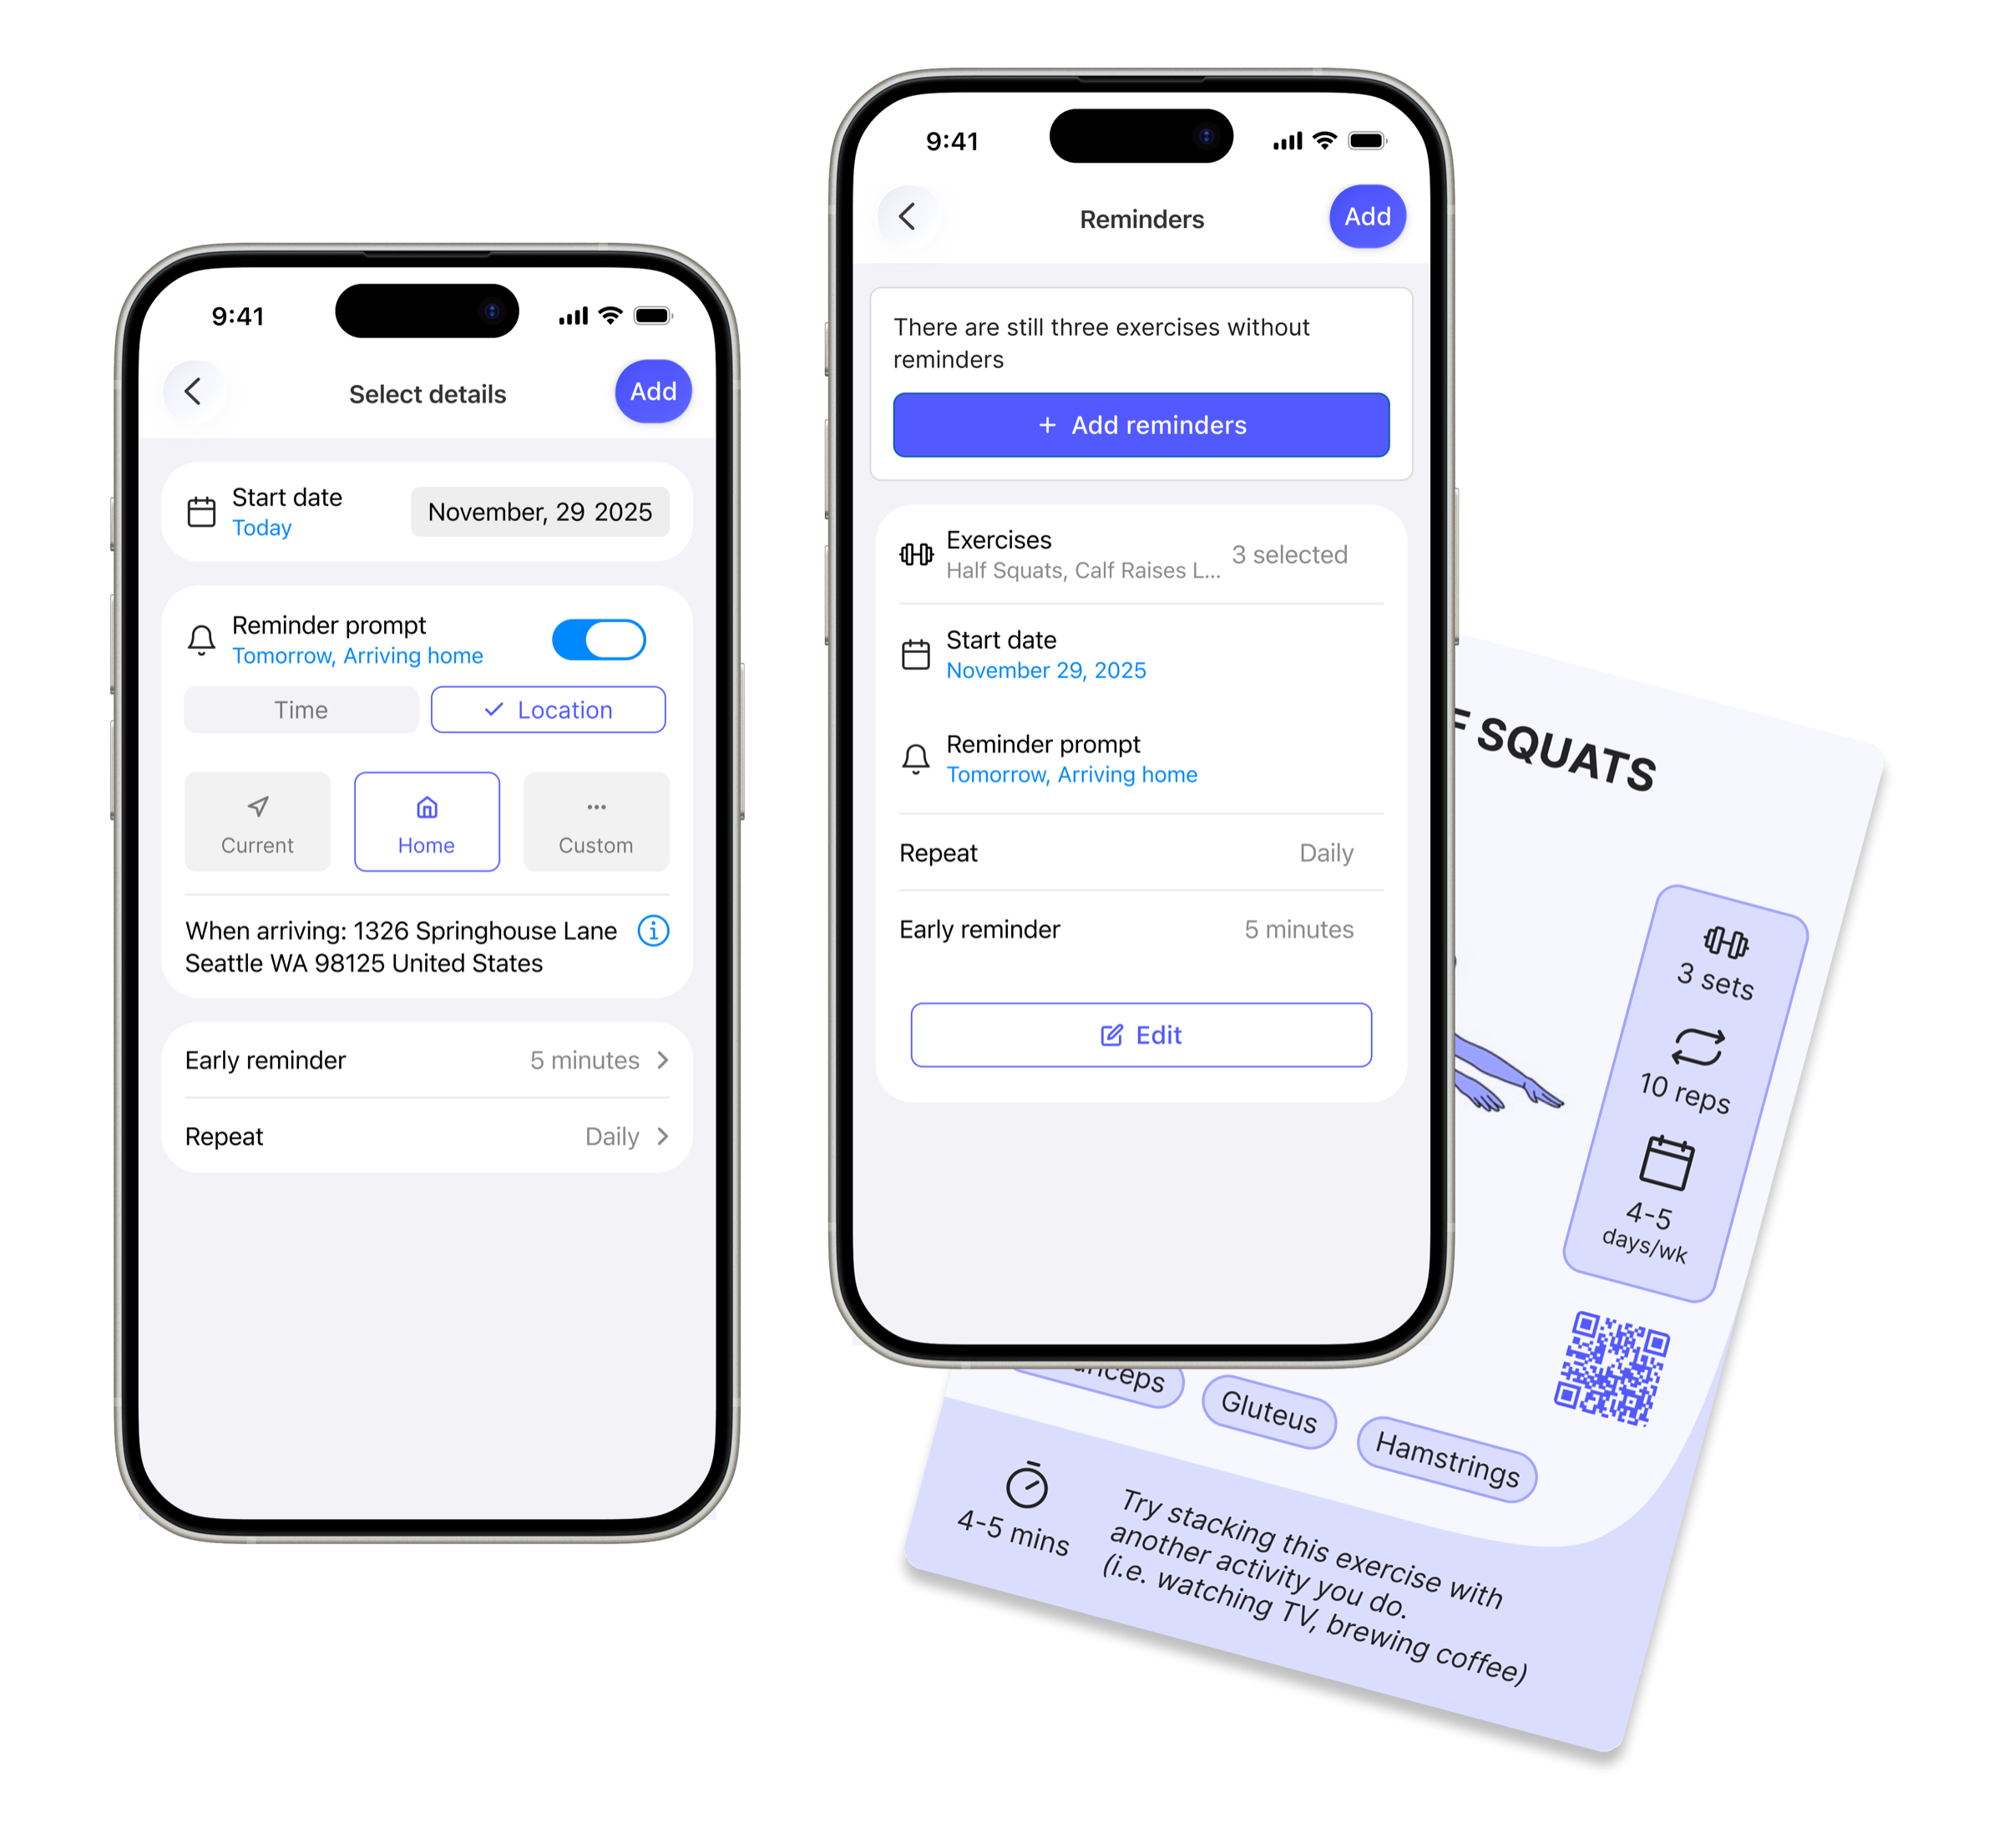 9:41
Select details
Add
Start date
Today
November, 29 2025
Reminder prompt
Tomorrow, Arriving home
Time
Location
Current
Home
Custom
When arriving: 1326 Springhouse Lane
Seattle WA 98125 United States
Early reminder
5 minutes
Repeat
Daily
9:41
Reminders
Add
There are still three exercises without
reminders
+ Add reminders
Exercises
Half Squats, Calf Raises L...
3 selected
Start date
November 29, 2025
Reminder prompt
Tomorrow, Arriving home
Repeat
Daily
Early reminder
5 minutes
Edit
SQUATS
3 sets
10 reps
4-5
days/wk
Gluteus
Hamstrings
4-5 mins
Try stacking this exercise with
another activity you do.
(i.e. watching TV, brewing coffee)